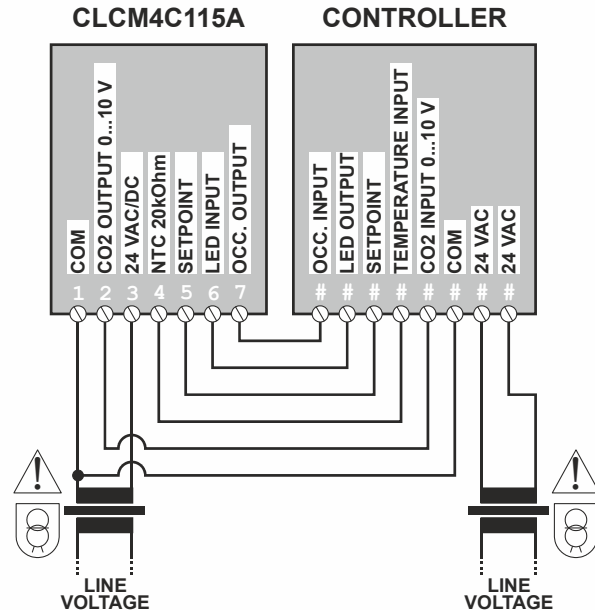 CLCM4C115A
CONTROLLER
COM
CO2 OUTPUT 0...10 V
24 VAC/DC
NTC 20kOhm
SETPOINT
LED INPUT
OCC. OUTPUT
1 2 3 4 5 6 7
OCC. INPUT
LED OUTPUT
SETPOINT
TEMPERATURE INPUT
CO2 INPUT 0...10 V
COM
24 VAC
24 VAC
# # # # # # # #
LINE
VOLTAGE
LINE
VOLTAGE